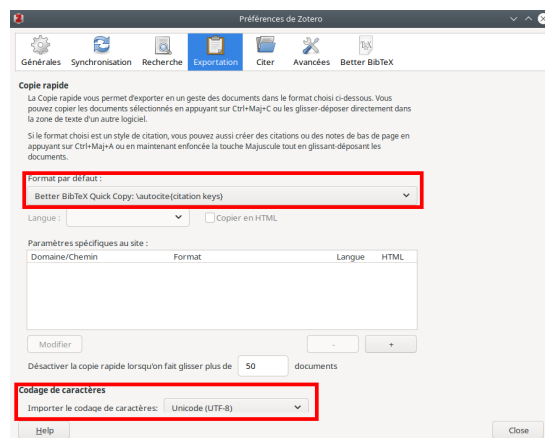 Préférences de Zotero
Générales Synchronisation Recherche Exportation Citer Avancées Better BibTeX
Copie rapide
La Copie rapide vous permet d'exporter en un geste des documents dans le format choisi ci-dessous. Vous
pouvez copier les documents sélectionnés en appuyant sur Ctrl+Maj+C ou les glisser-déposer directement dans
la zone de texte d'un autre logiciel.
Si le format choisi est un style de citation, vous pouvez aussi créer des citations ou des notes de bas de page en
appuyant sur Ctrl+Maj+A ou en maintenant enfoncée la touche Majuscule tout en glissant-déposant les
documents.
Format par défaut :
Better BibTeX Quick Copy: \autocite{citation keys}
Langue : Copier en HTML
Paramètres spécifiques au site :
Domaine/Chemin Format Langue HTML
Modifier - +
Désactiver la copie rapide lorsqu'on fait glisser plus de 50 documents
Codage de caractères
Importer le codage de caractères: Unicode (UTF-8)
Help Close